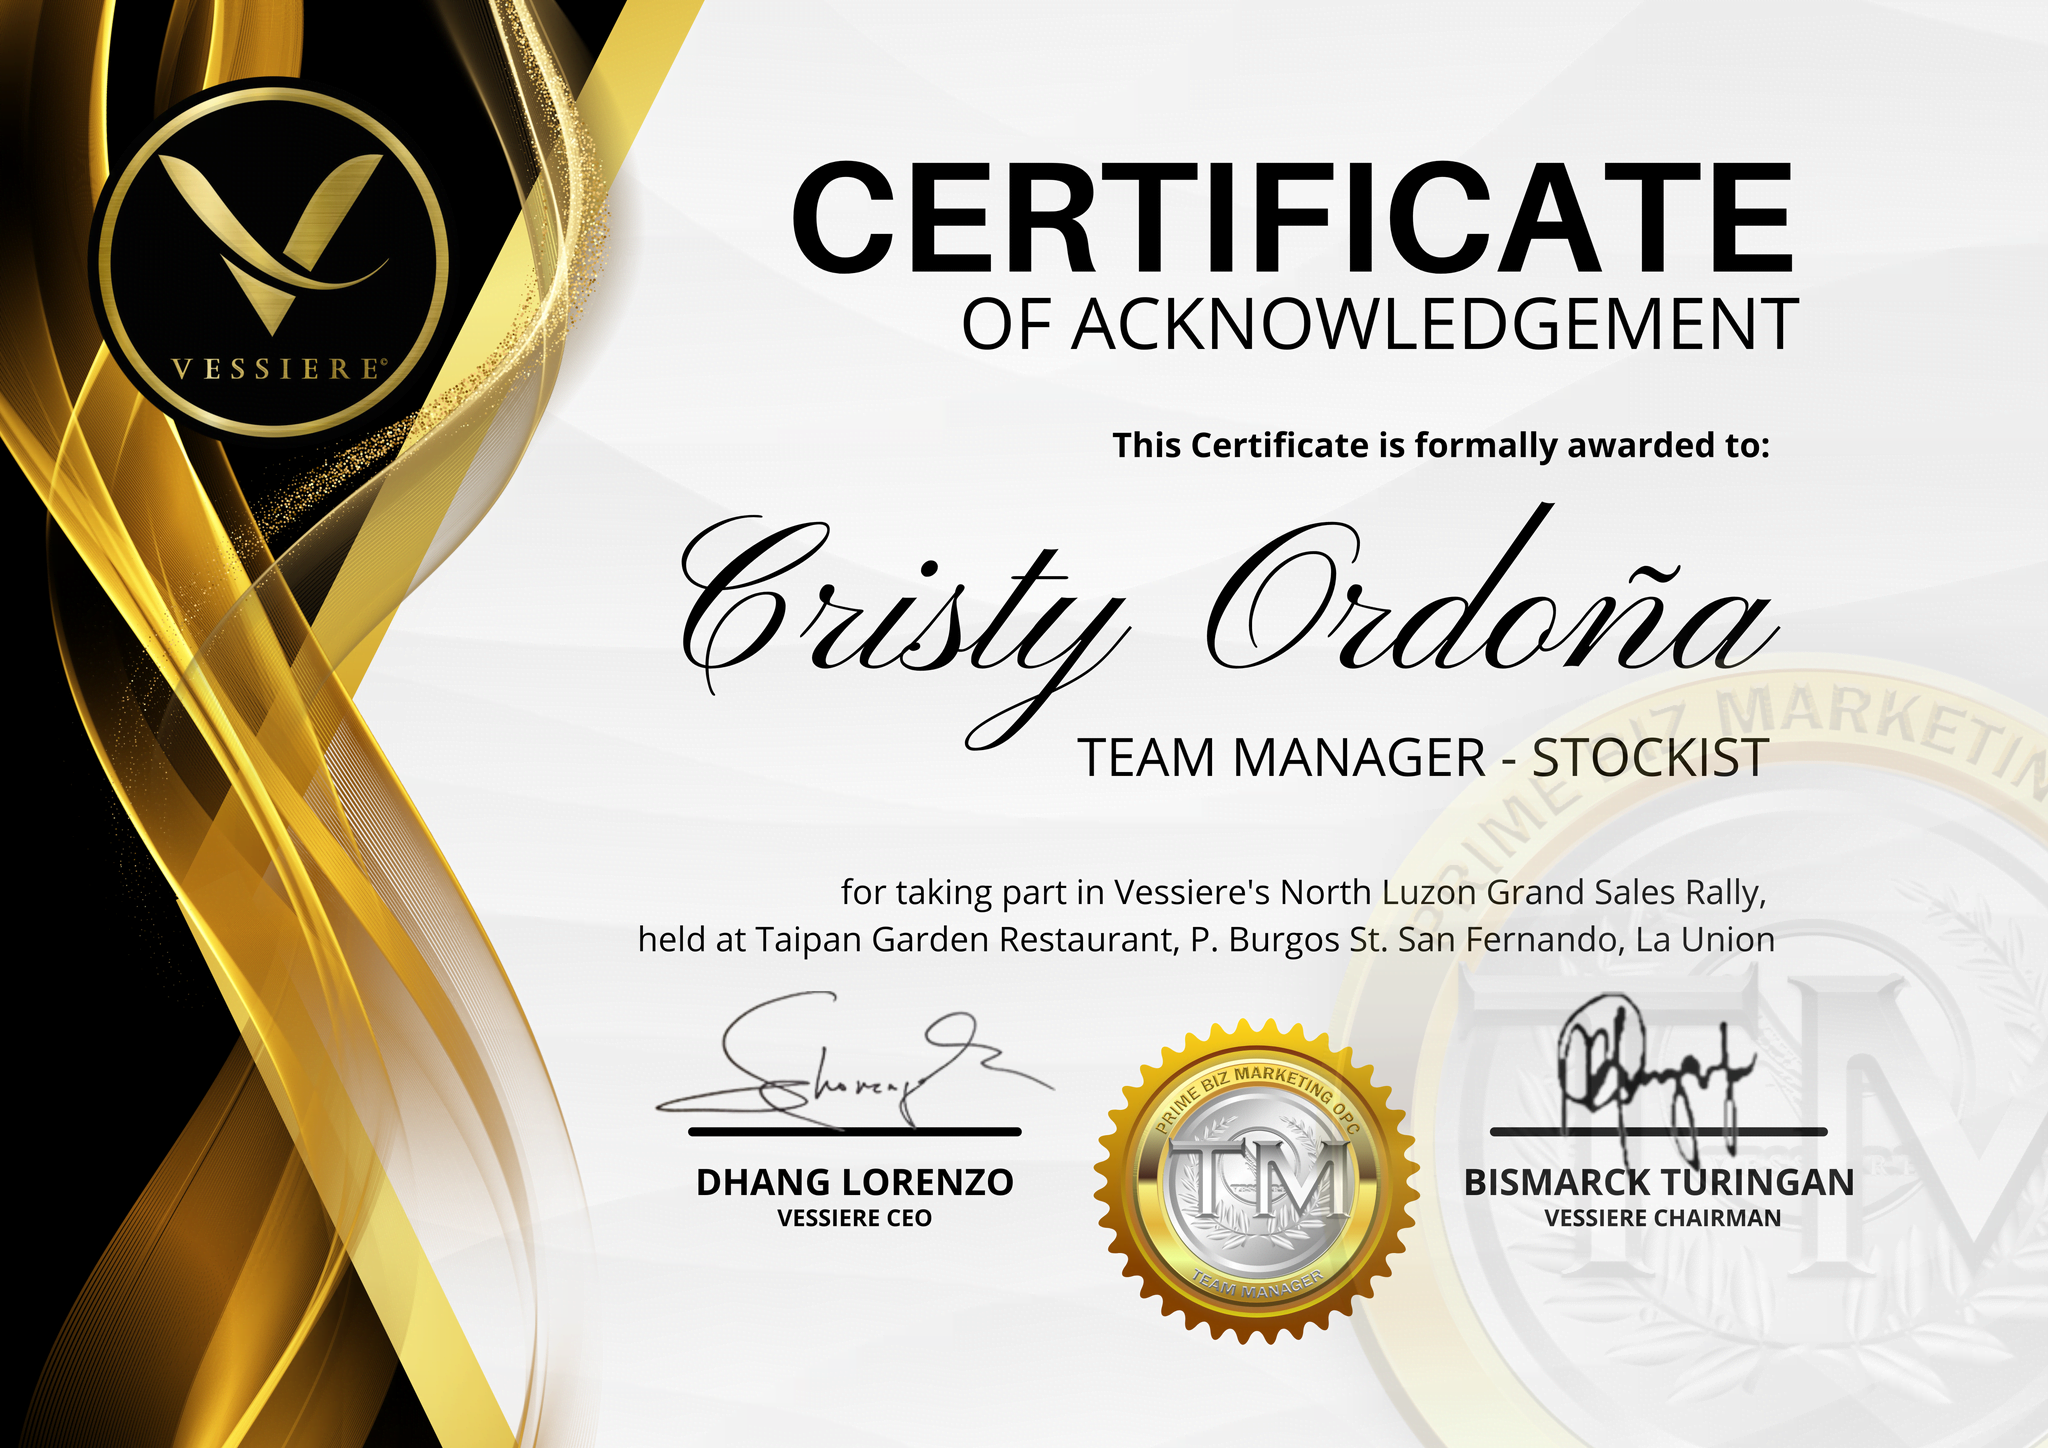 VESSIERE©
CERTIFICATE
OF ACKNOWLEDGEMENT
This Certificate is formally awarded to:
Cristy Ordoña
TEAM MANAGER - STOCKIST
for taking part in Vessiere's North Luzon Grand Sales Rally,
held at Taipan Garden Restaurant, P. Burgos St. San Fernando, La Union
DHANG LORENZO
VESSIERE CEO
PRIME BIZ MARKETING OPC
TM
TEAM MANAGER
BISMARCK TURINGAN
VESSIERE CHAIRMAN
PRIME BIZ MARKETIN
TM